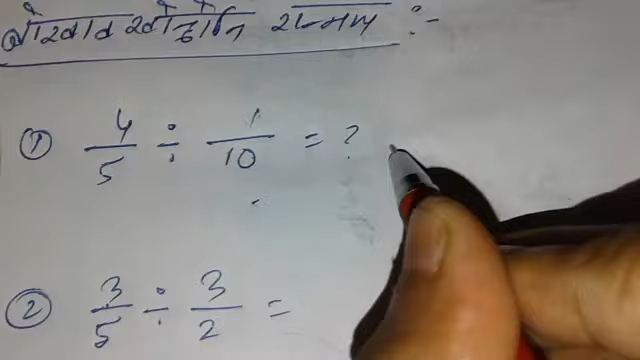 ① 4/5 ÷ 1/10 = ?
② 3/5 ÷ 3/2 =